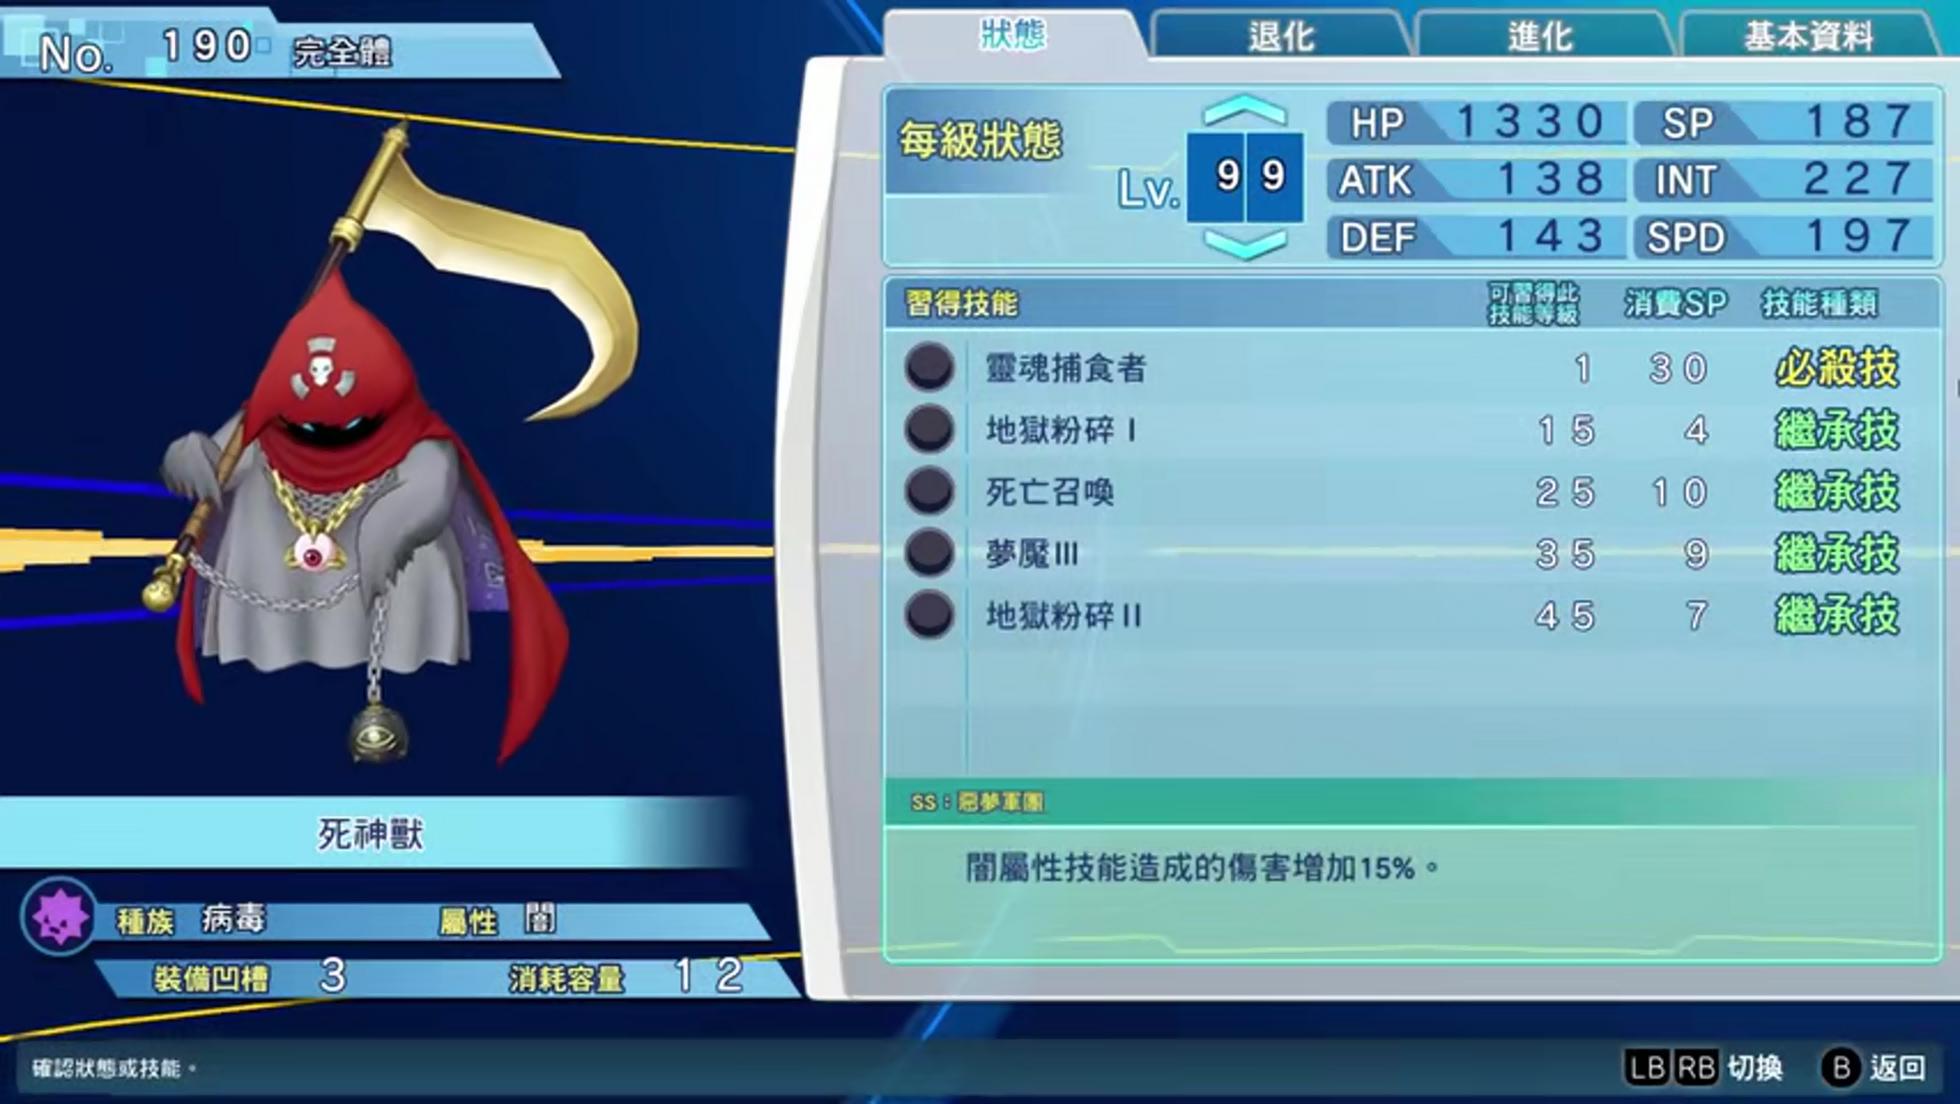 No. 190 完全體
狀態 退化 進化 基本資料
每級狀態
Lv. 99
HP 1330 SP 187
ATK 138 INT 227
DEF 143 SPD 197
習得技能 可習得此技能等級 消費SP 技能種類
靈魂捕食者 1 30 必殺技
地獄粉碎 I 15 4 繼承技
死亡召喚 25 10 繼承技
夢魘III 35 9 繼承技
地獄粉碎 II 45 7 繼承技
SS:惡夢軍團
闇屬性技能造成的傷害增加15%。
死神獸
種族 病毒 屬性 闇
裝備凹槽 3 消耗容量 12
確認狀態或技能。
LB RB 切換 B 返回